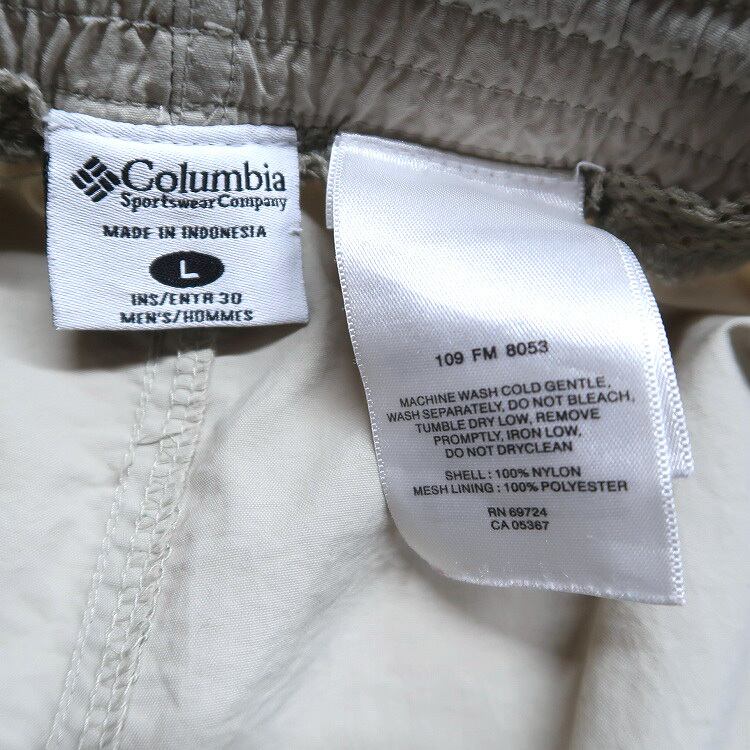 Columbia
Sportswear Company
MADE IN INDONESIA
L
INS/ENTR 30
MEN'S/HOMMES
109 FM 8053
MACHINE WASH COLD GENTLE,
WASH SEPARATELY, DO NOT BLEACH,
TUMBLE DRY LOW, REMOVE
PROMPTLY, IRON LOW,
DO NOT DRYCLEAN
SHELL : 100% NYLON
MESH LINING : 100% POLYESTER
RN 69724
CA 05367